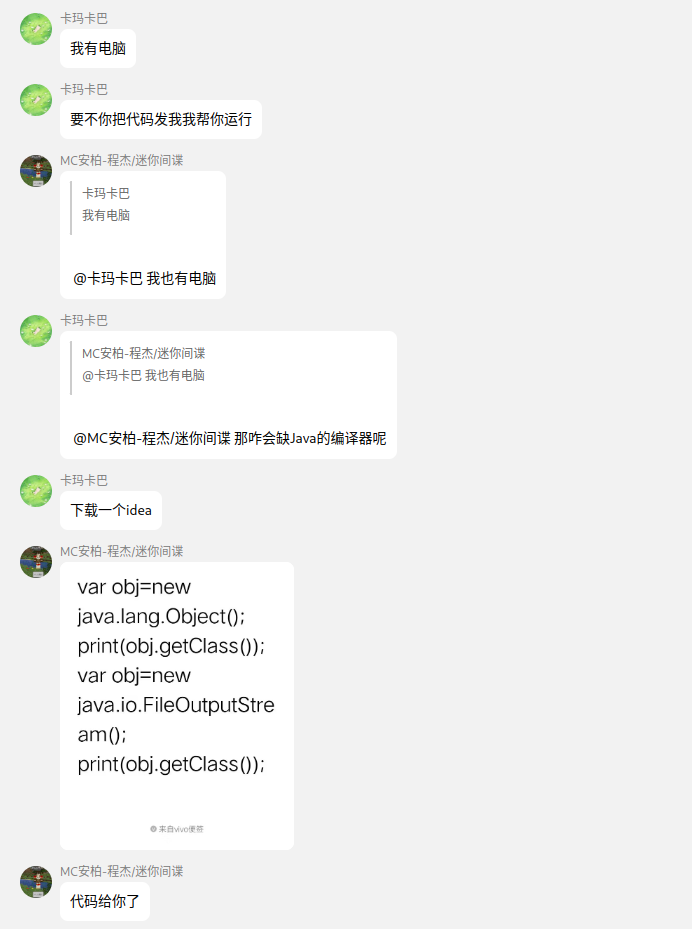 卡玛卡巴
我有电脑
卡玛卡巴
要不你把代码发我我帮你运行
MC安柏-程杰/迷你间谍
卡玛卡巴
我有电脑
@卡玛卡巴 我也有电脑
卡玛卡巴
MC安柏-程杰/迷你间谍
@卡玛卡巴 我也有电脑
@MC安柏-程杰/迷你间谍 那咋会缺Java的编译器呢
卡玛卡巴
下载一个idea
MC安柏-程杰/迷你间谍
var obj=new
java.lang.Object();
print(obj.getClass());
var obj=new
java.io.FileOutputStre
am();
print(obj.getClass());
来自vivo便签
MC安柏-程杰/迷你间谍
代码给你了